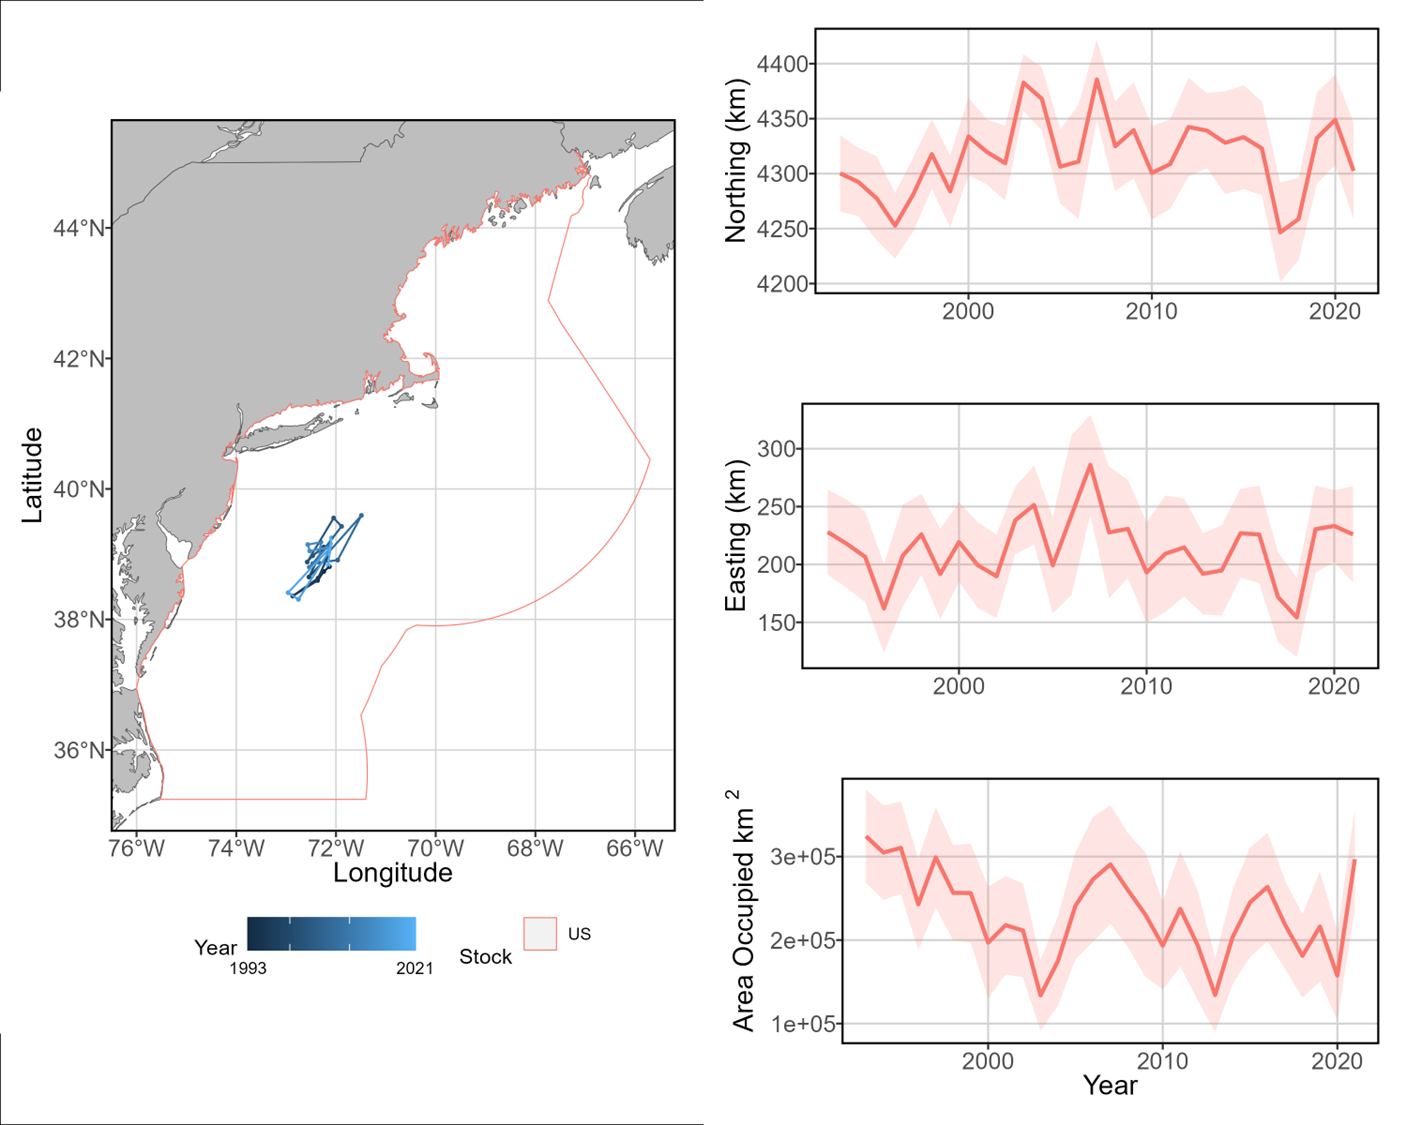 44°N
42°N
40°N
38°N
36°N
Latitude
76°W
74°W
72°W
70°W
68°W
66°W
Longitude
Year
1993
2021
Stock
US
4400
4350
4300
4250
4200
Northing (km)
2000
2010
2020
300
250
200
150
Easting (km)
2000
2010
2020
3e+05
2e+05
1e+05
Area Occupied km 2
2000
2010
2020
Year